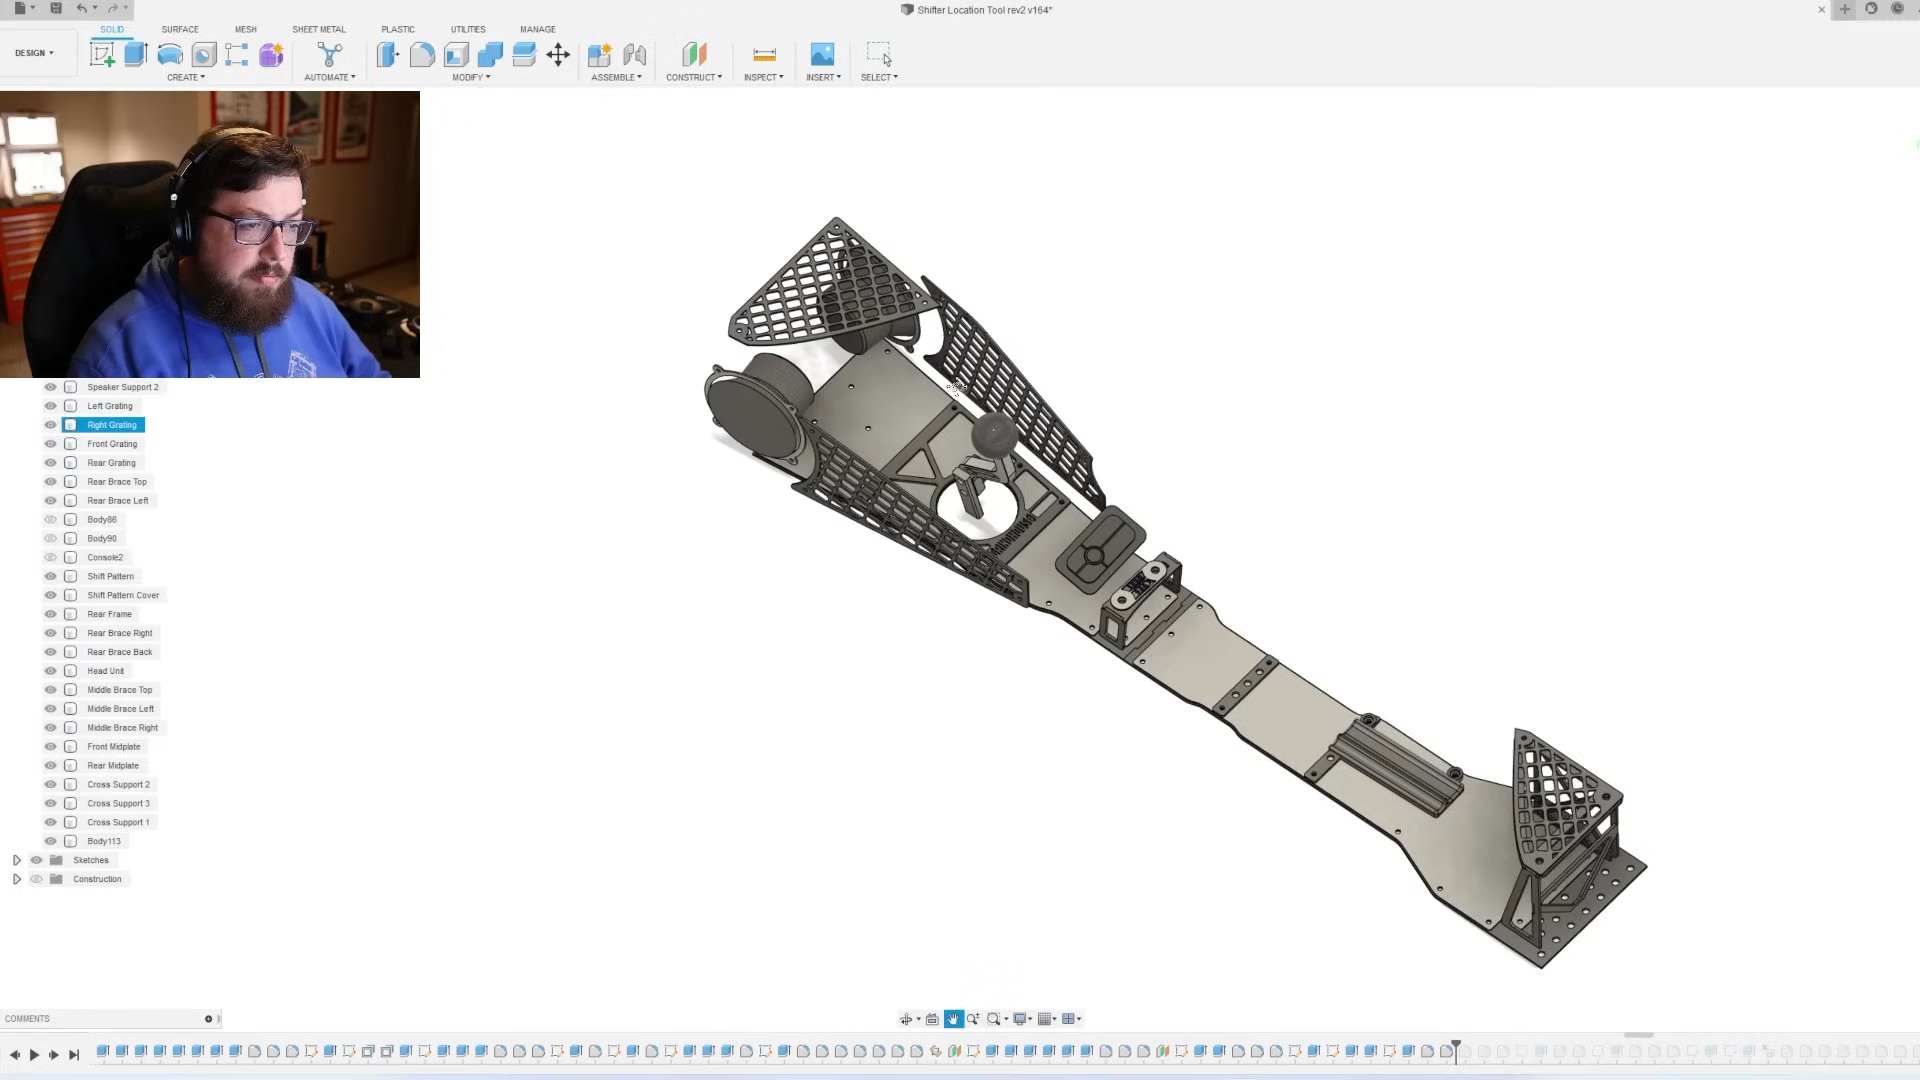 Shifter Location Tool rev2 v164*
SOLID
SURFACE
MESH
SHEET METAL
PLASTIC
UTILITIES
MANAGE
DESIGN
CREATE
AUTOMATE
MODIFY
ASSEMBLE
CONSTRUCT
INSPECT
INSERT
SELECT
Speaker Support 2
Left Grating
Right Grating
Front Grating
Rear Grating
Rear Brace Top
Rear Brace Left
Body86
Body90
Console2
Shift Pattern
Shift Pattern Cover
Rear Frame
Rear Brace Right
Rear Brace Back
Head Unit
Middle Brace Top
Middle Brace Left
Middle Brace Right
Front Midplate
Rear Midplate
Cross Support 2
Cross Support 3
Cross Support 1
Body113
Sketches
Construction
COMMENTS